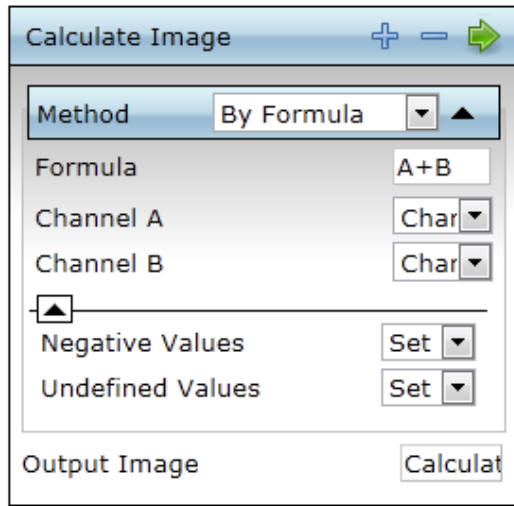 Calculate Image
Method By Formula
Formula A+B
Channel A Char
Channel B Char
Negative Values Set
Undefined Values Set
Output Image Calculat